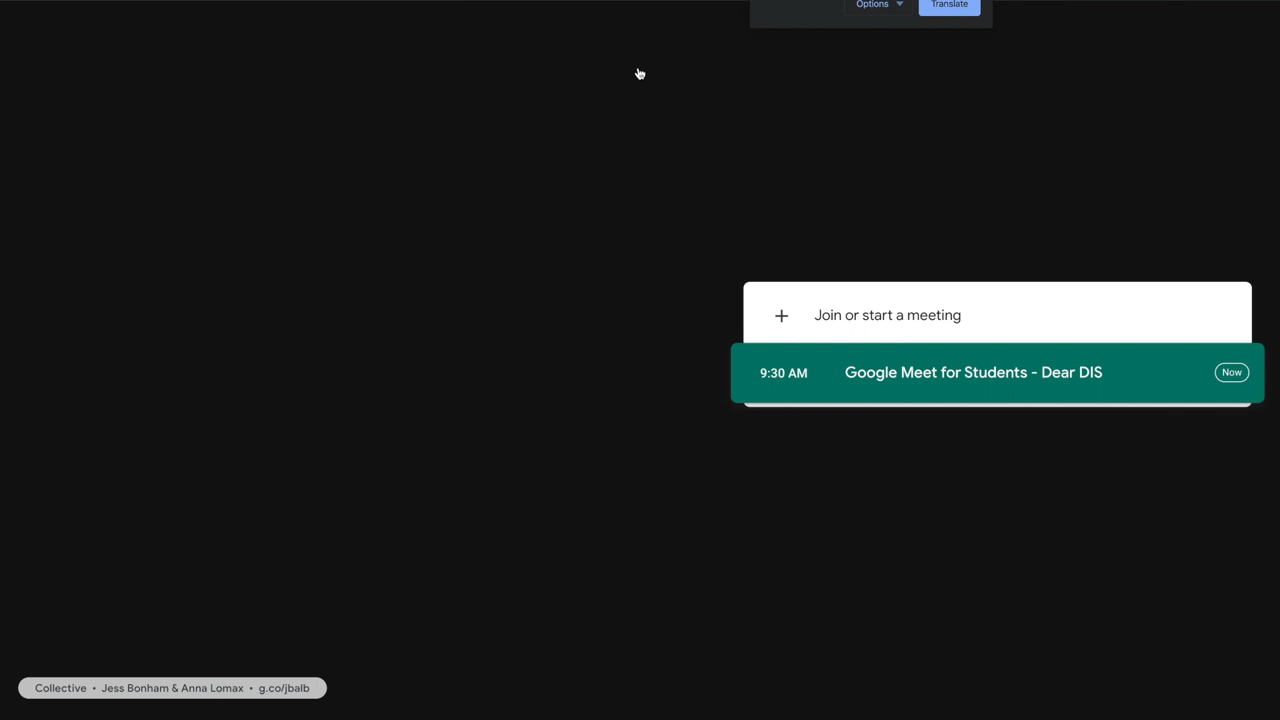 Options
Translate
Join or start a meeting
9:30 AM Google Meet for Students - Dear DIS Now
Collective • Jess Bonham & Anna Lomax • g.co/jbalb